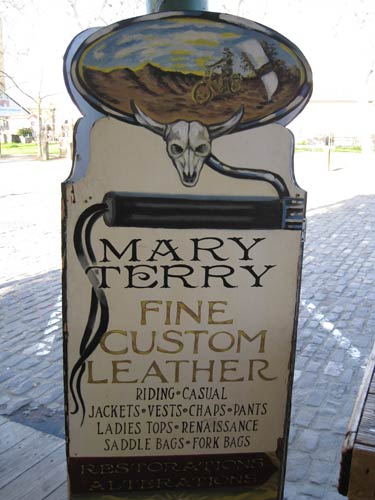 MARY
TERRY
FINE
CUSTOM
LEATHER
RIDING • CASUAL
JACKETS • VESTS • CHAPS • PANTS
LADIES TOPS • RENAISSANCE
SADDLE BAGS • FORK BAGS
RESTORATIONS
ALTERATIONS